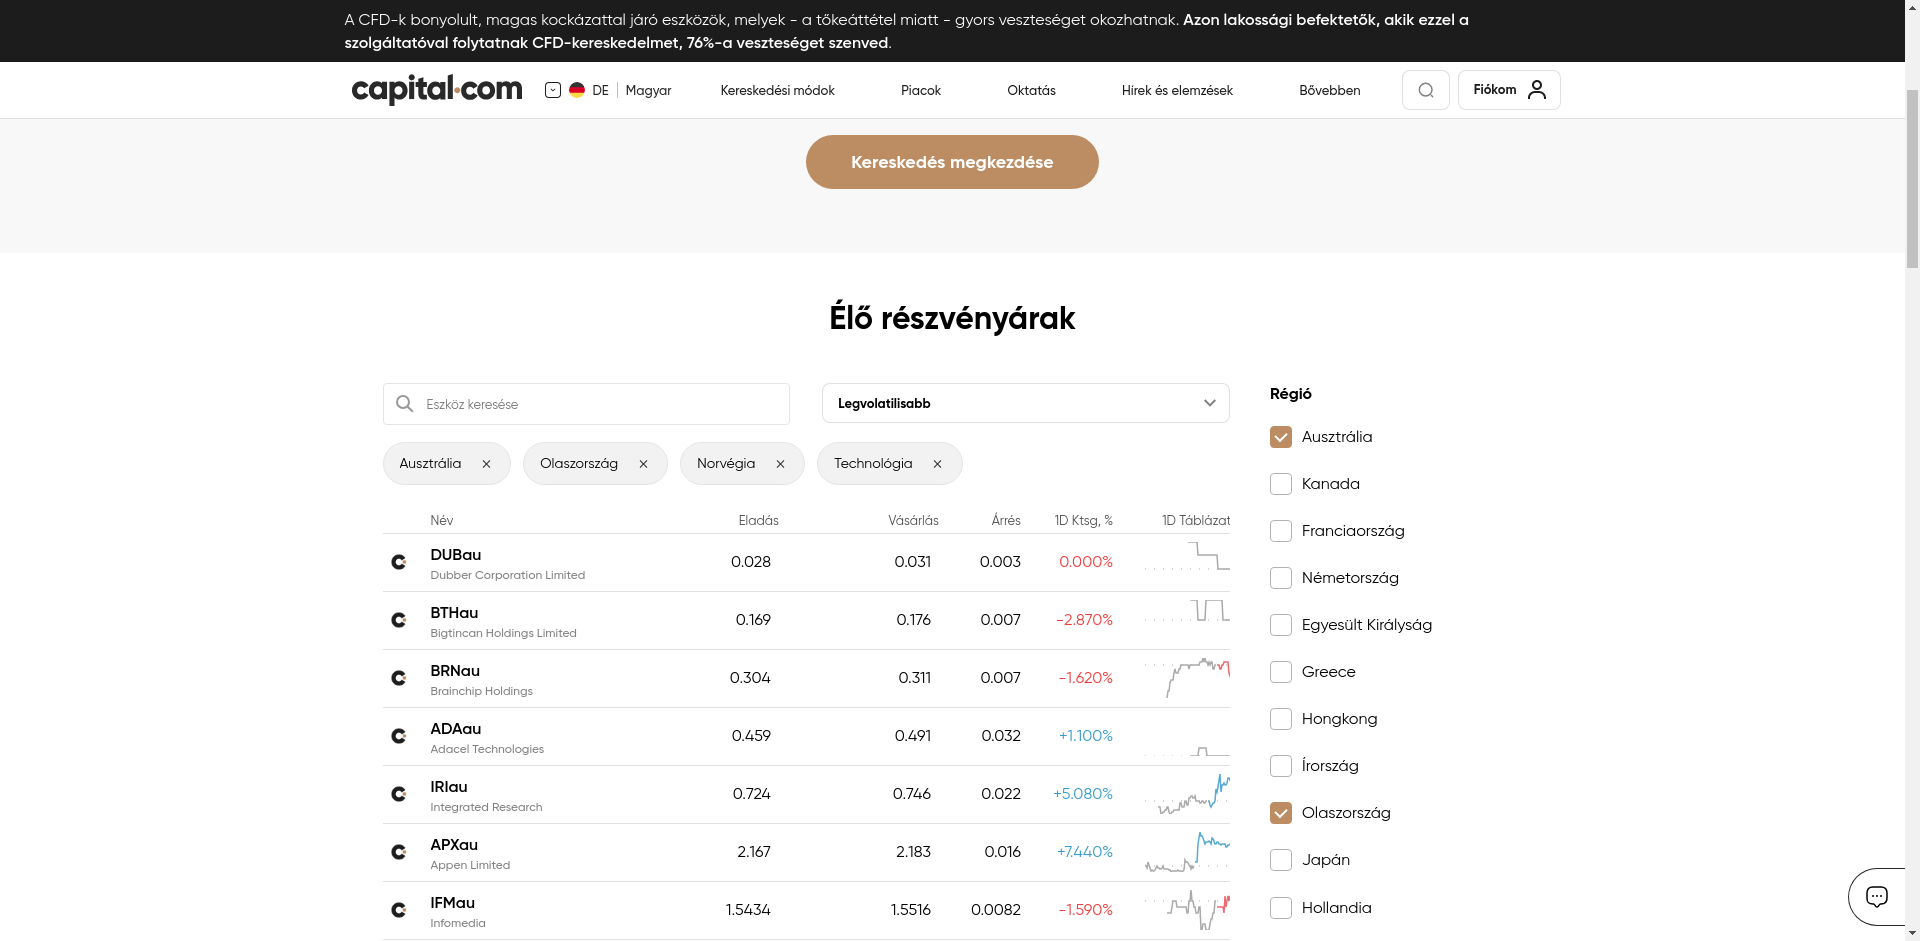 A CFD-k bonyolult, magas kockázattal járó eszközök, melyek - a tőkeáttétel miatt - gyors veszteséget okozhatnak. Azon lakossági befektetők, akik ezzel a
szolgáltatóval folytatnak CFD-kereskedelmet, 76%-a veszteséget szenved.
capital.com DE Magyar Kereskedési módok Piacok Oktatás Hírek és elemzések Bővebben Fiókom
Kereskedés megkezdése
Élő részvényárak
Eszköz keresése
Legvolatilisabb
Ausztrália Olaszország Norvégia Technológia
Név Eladás Vásárlás Árrés 1D Ktsg, % 1D Táblázat
DUBau 0.028 0.031 0.003 0.000%
Dubber Corporation Limited
BTHau 0.169 0.176 0.007 -2.870%
Bigtincan Holdings Limited
BRNau 0.304 0.311 0.007 -1.620%
Brainchip Holdings
ADAau 0.459 0.491 0.032 +1.100%
Adacel Technologies
IRIau 0.724 0.746 0.022 +5.080%
Integrated Research
APXau 2.167 2.183 0.016 +7.440%
Appen Limited
IFMau 1.5434 1.5516 0.0082 -1.590%
Infomedia
Régió
Ausztrália
Kanada
Franciaország
Németország
Egyesült Királyság
Greece
Hongkong
Írország
Olaszország
Japán
Hollandia